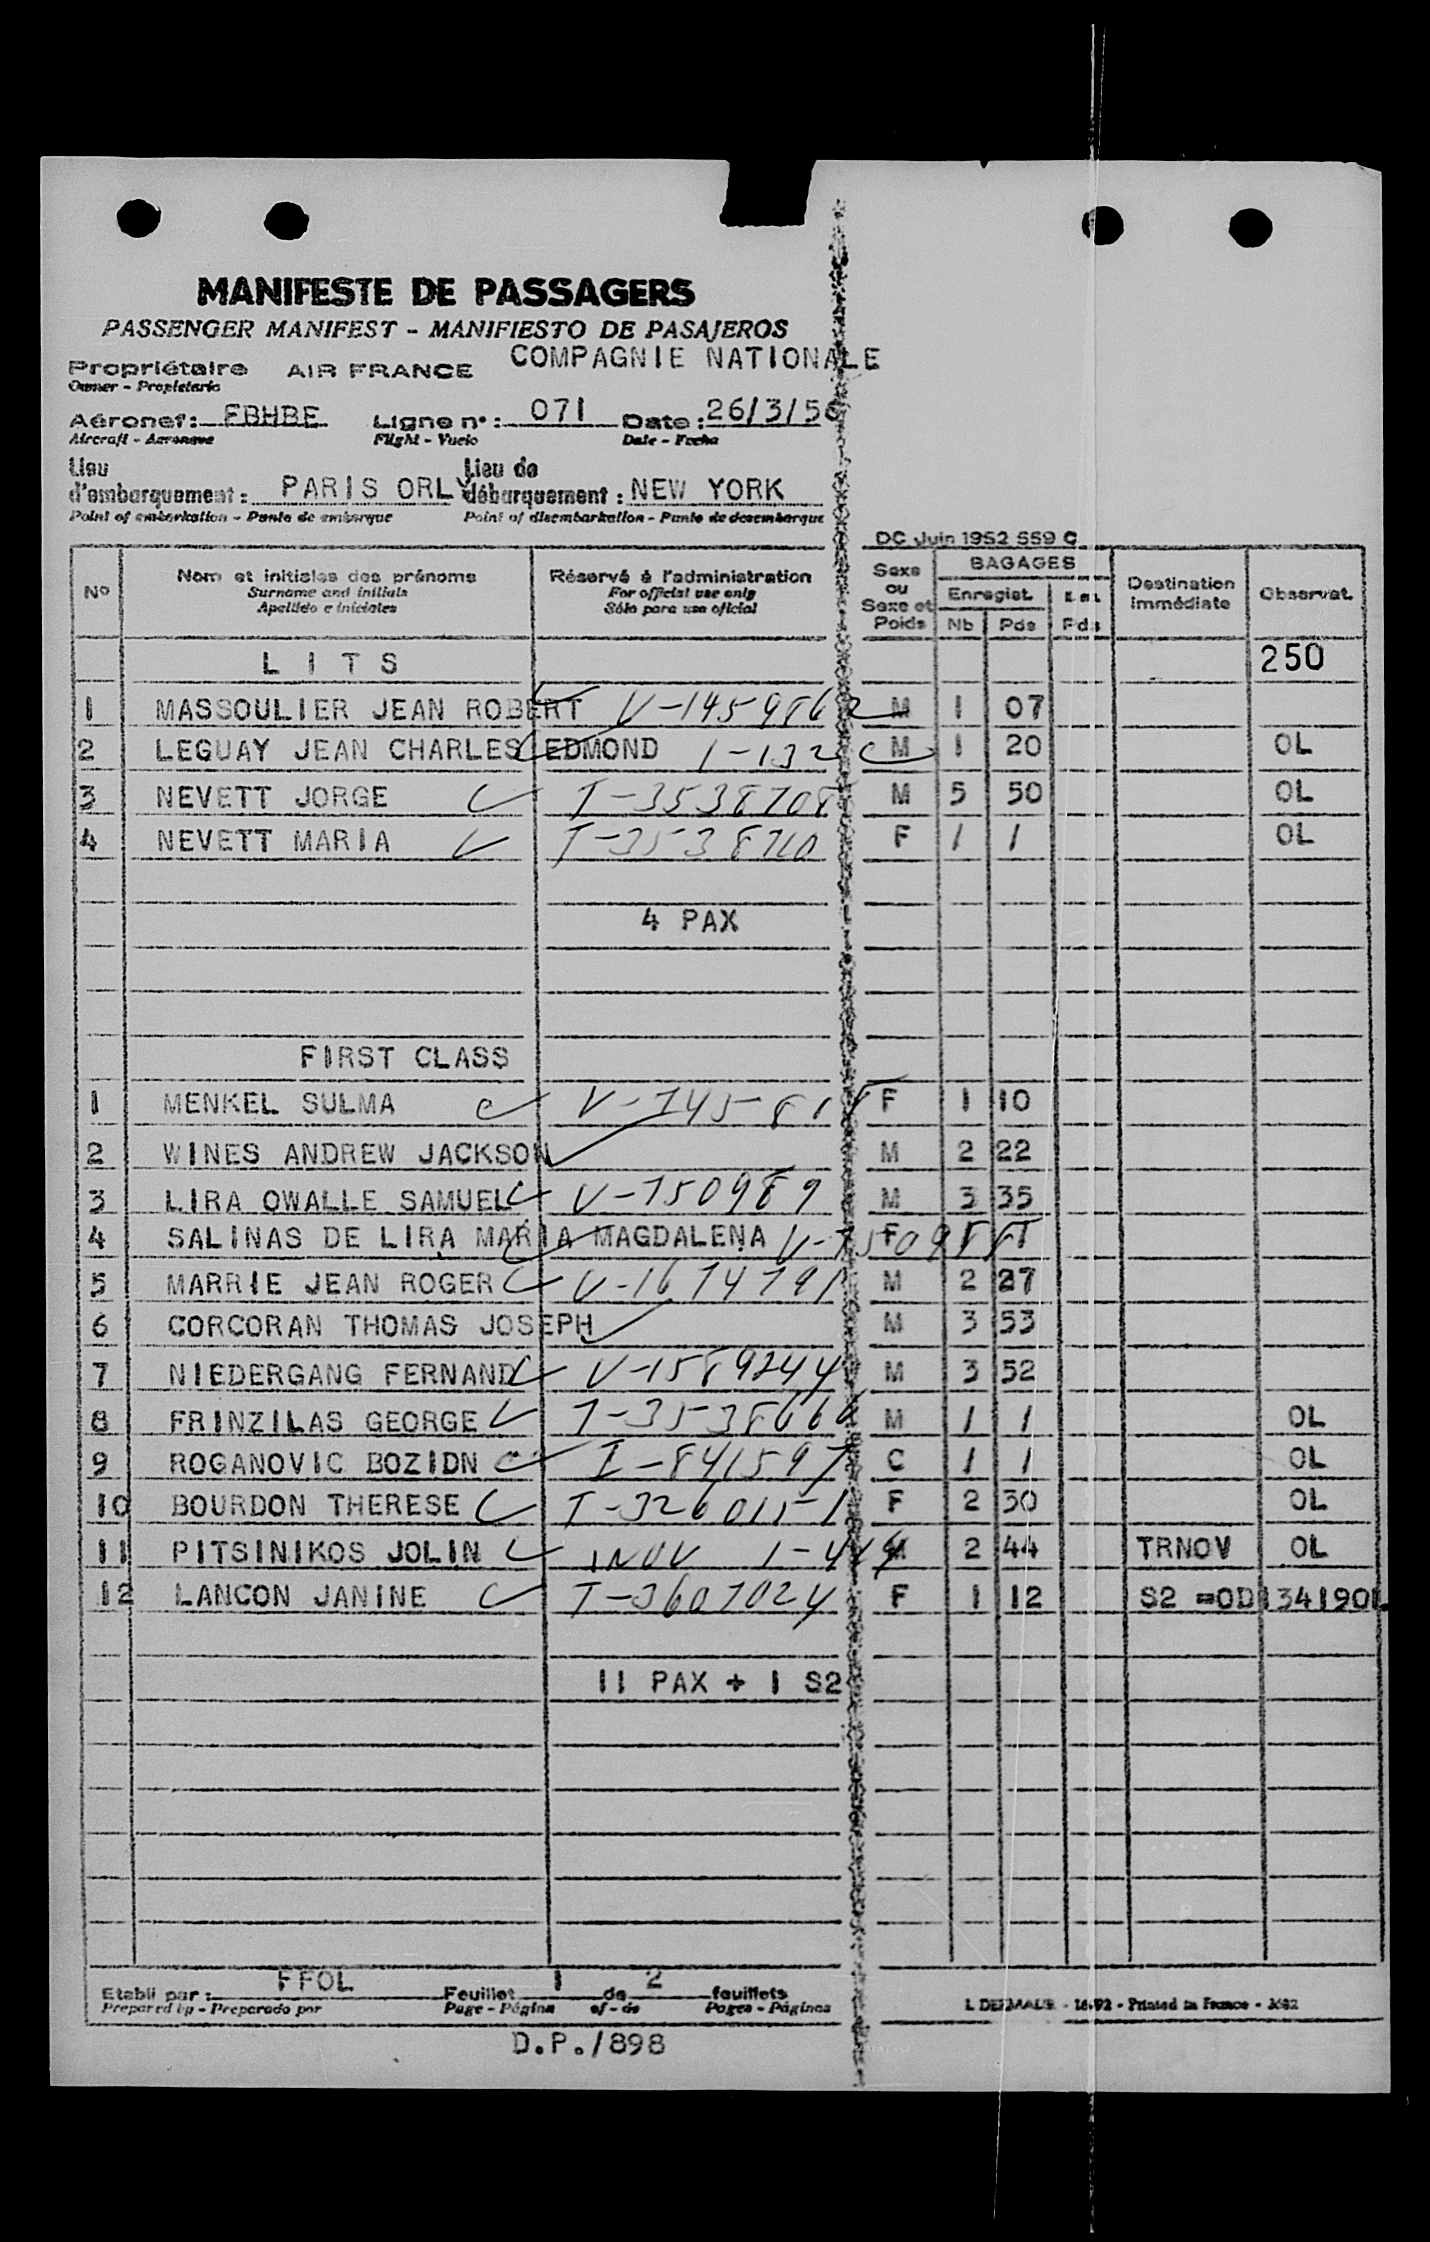 MANIFESTE DE PASSAGERS
PASSENGER MANIFEST - MANIFIESTO DE PASAJEROS
Propriétaire AIR FRANCE COMPAGNIE NATIONALE
Owner - Propietario
Aéronef: FBHBE Ligne n°: 071 Date: 26/3/56
Aircraft - Aeronave Flight - Vuelo Date - Fecha
Lieu d'embarquement: PARIS ORLY Lieu de débarquement: NEW YORK
Point of embarkation - Punto de embarque Point of disembarkation - Punto de desembarque
DC Juin 1952 559 C
N° Nom et initiales des prénoms Réservé à l'administration Sexe ou Sexe et Poids BAGAGES Destination immédiate Observat.
Surname and initials For official use only Enregist.
Apellido e iniciales Sólo para uso oficial Nb Pds Pds
LITS 250
1 MASSOULIER JEAN ROBERT V-1459862 M 1 07
2 LEGUAY JEAN CHARLES EDMOND 1-132 M 1 20 OL
3 NEVETT JORGE T-3538708 M 5 50 OL
4 NEVETT MARIA T-3538710 F / / OL
4 PAX
FIRST CLASS
1 MENKEL SULMA F 1 10
2 WINES ANDREW JACKSON M 2 22
3 LIRA OWALLE SAMUEL V-750989 M 3 35
4 SALINAS DE LIRA MARIA MAGDALENA F
5 MARRIE JEAN ROGER M 2 27
6 CORCORAN THOMAS JOSEPH M 3 53
7 NIEDERGANG FERNAND V-1589244 M 3 52
8 FRINZILAS GEORGE T-3538666 M / / OL
9 ROGANOVIC BOZIDN I-841597 C / / OL
10 BOURDON THERESE F 2 30 OL
11 PITSINIKOS JOLIN M 2 44 TRNOV OL
12 LANCON JANINE T-3607024 F 1 12 S2 =OD134190L
11 PAX + 1 S2
Etabli par: FFOL Feuillet 1 de 2 feuillets
Prepared by - Preparado por Page - Página of - de Pages - Páginas
Printed in France
D.P./898